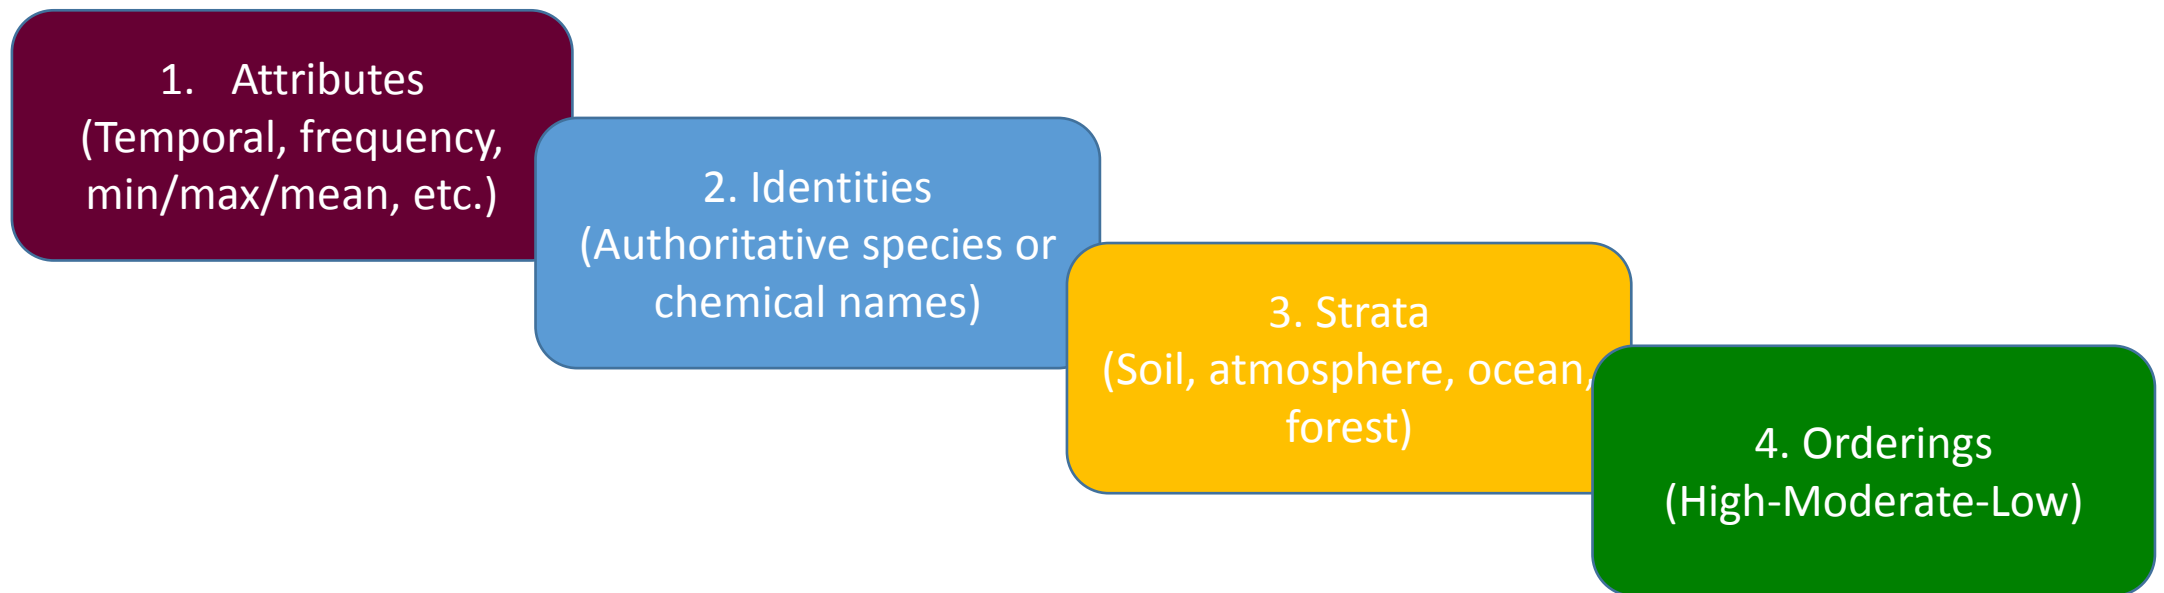 1. Attributes
(Temporal, frequency,
min/max/mean, etc.)
2. Identities
(Authoritative species or
chemical names)
3. Strata
(Soil, atmosphere, ocean,
forest)
4. Orderings
(High-Moderate-Low)